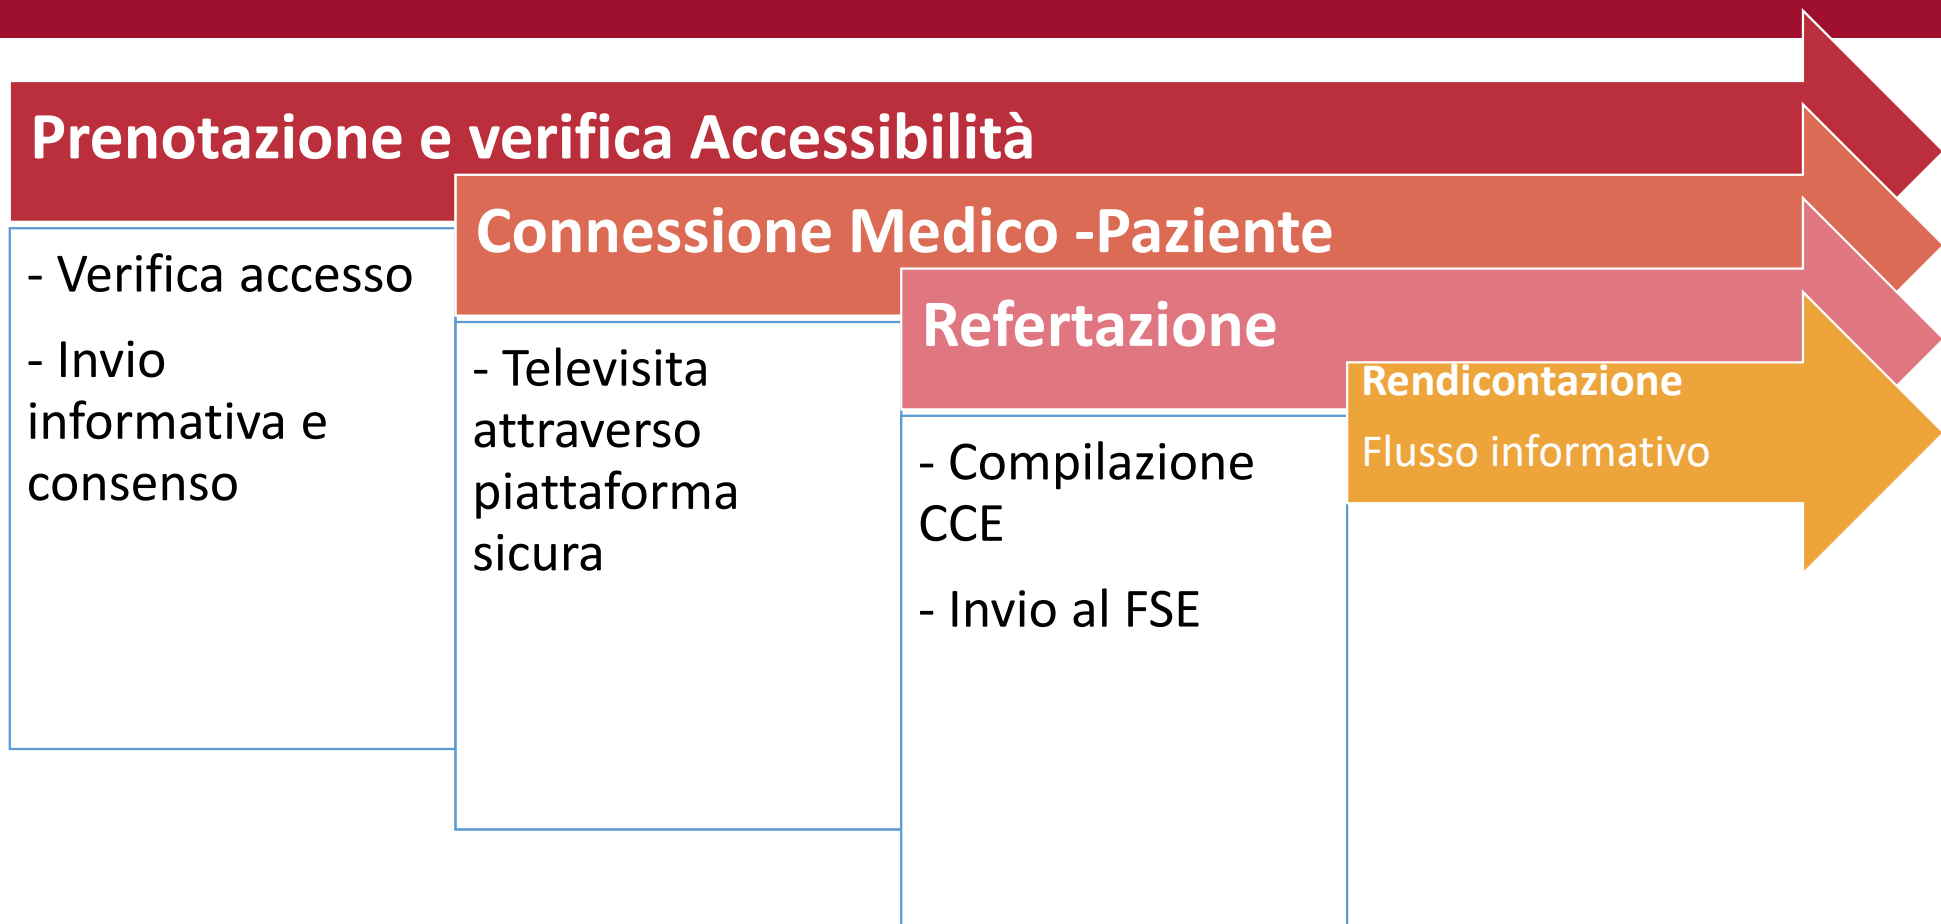 Prenotazione e verifica Accessibilità
- Verifica accesso
- Invio
informativa e
consenso
Connessione Medico -Paziente
- Televisita
attraverso
piattaforma
sicura
Refertazione
- Compilazione
CCE
- Invio al FSE
Rendicontazione
Flusso informativo